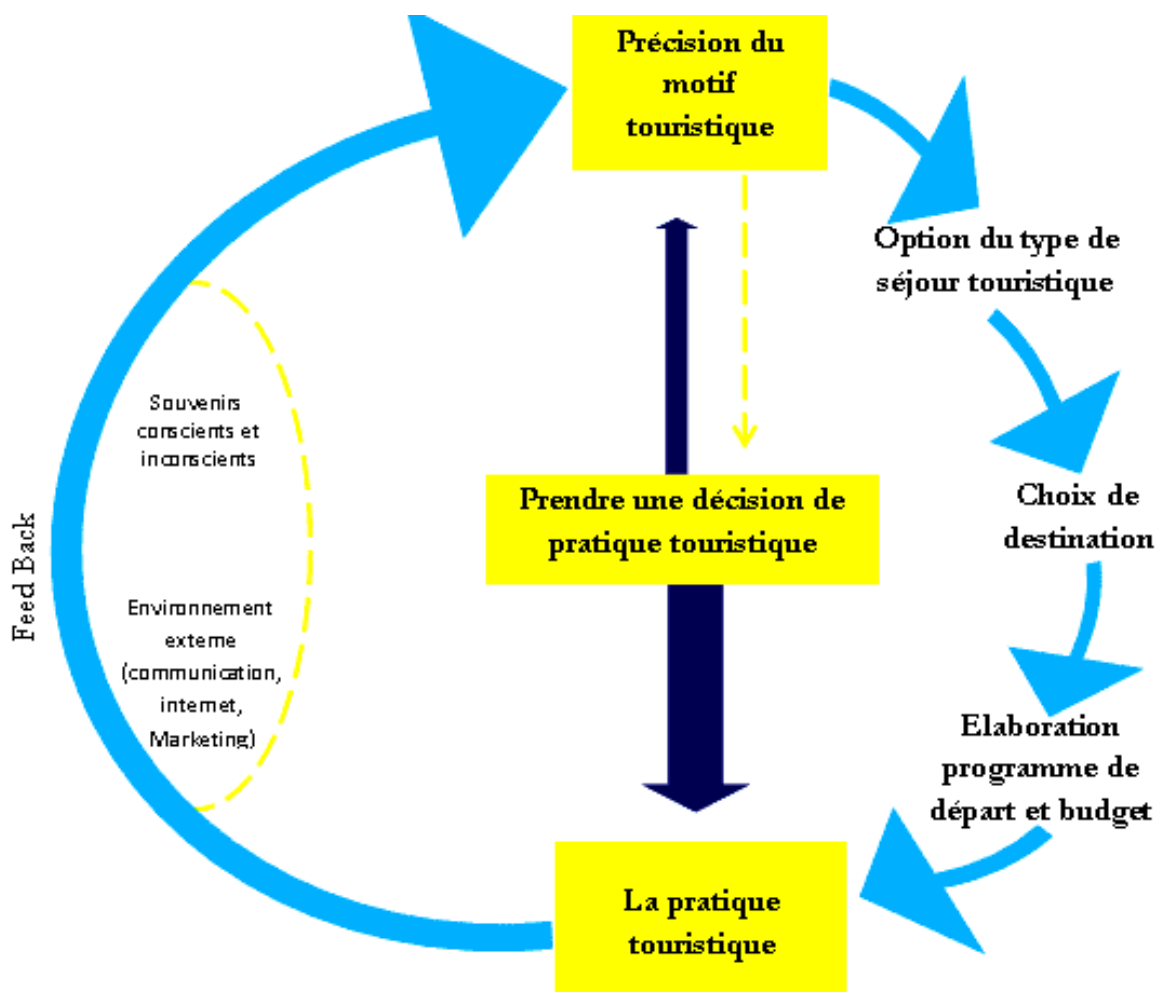 Précision du
motif
touristique
Option du type de
séjour touristique
Choix de
destination
Elaboration
programme de
départ et budget
Prendre une décision de
pratique touristique
La pratique
touristique
Feed Back
Souvenirs
conscients et
inconscients
Environnement
externe
(communication,
internet,
Marketing)